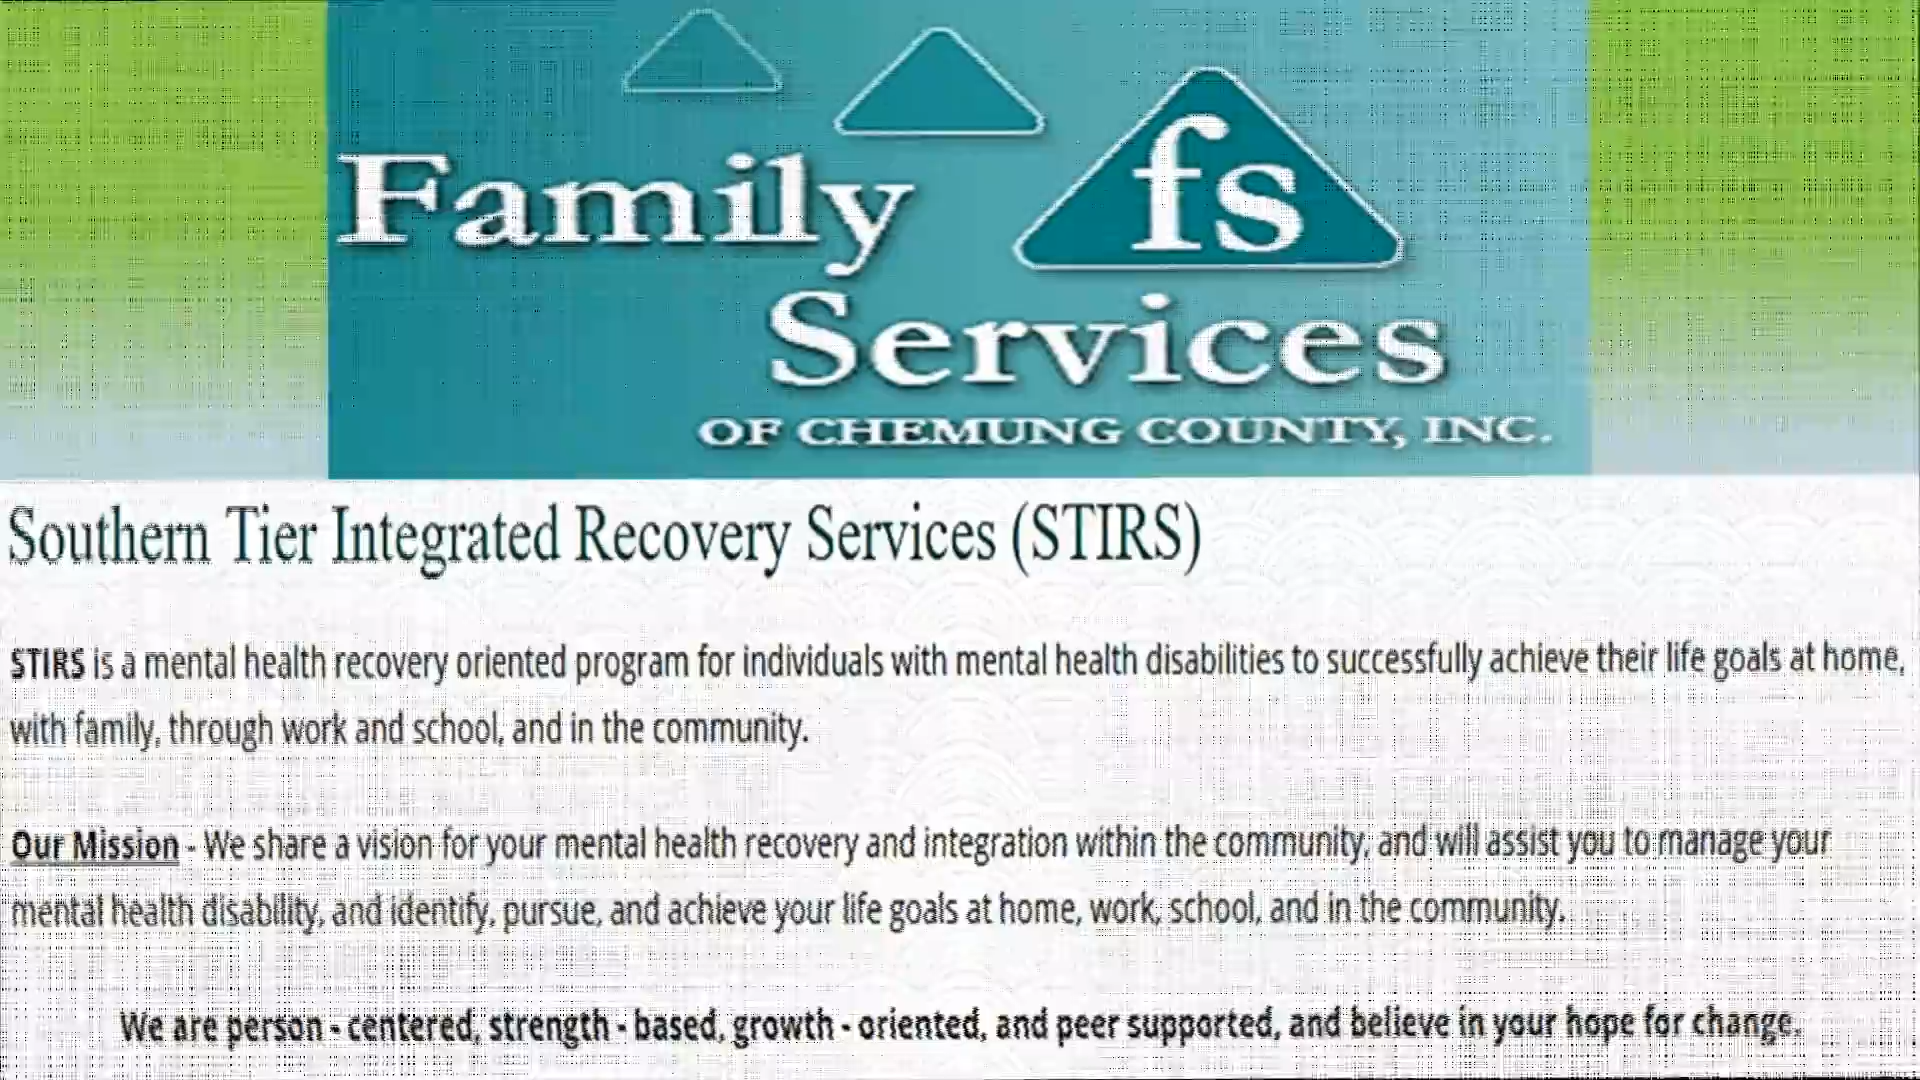 Family
fs
Services
OF CHEMUNG COUNTY, INC.
Southern Tier Integrated Recovery Services (STIRS)
STIRS is a mental health recovery oriented program for individuals with mental health disabilities to successfully achieve their life goals at home,
with family, through work and school, and in the community.
Our Mission - We share a vision for your mental health recovery and integration within the community, and will assist you to manage your
mental health disability, and identify, pursue, and achieve your life goals at home, work, school, and in the community.
We are person - centered, strength - based, growth - oriented, and peer supported, and believe in your hope for change.